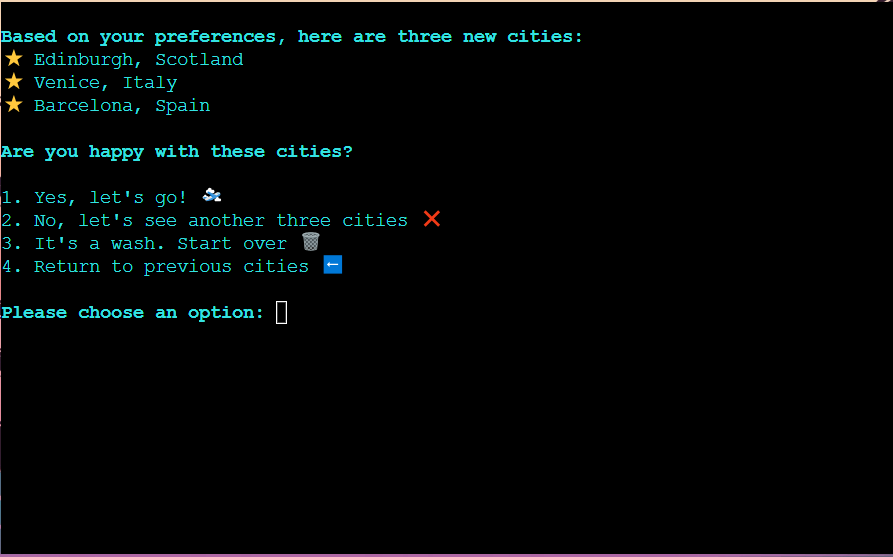 Based on your preferences, here are three new cities:
⭐ Edinburgh, Scotland
⭐ Venice, Italy
⭐ Barcelona, Spain
Are you happy with these cities?
1. Yes, let's go! 🛫
2. No, let's see another three cities ❌
3. It's a wash. Start over 🗑️
4. Return to previous cities ⬅️
Please choose an option: